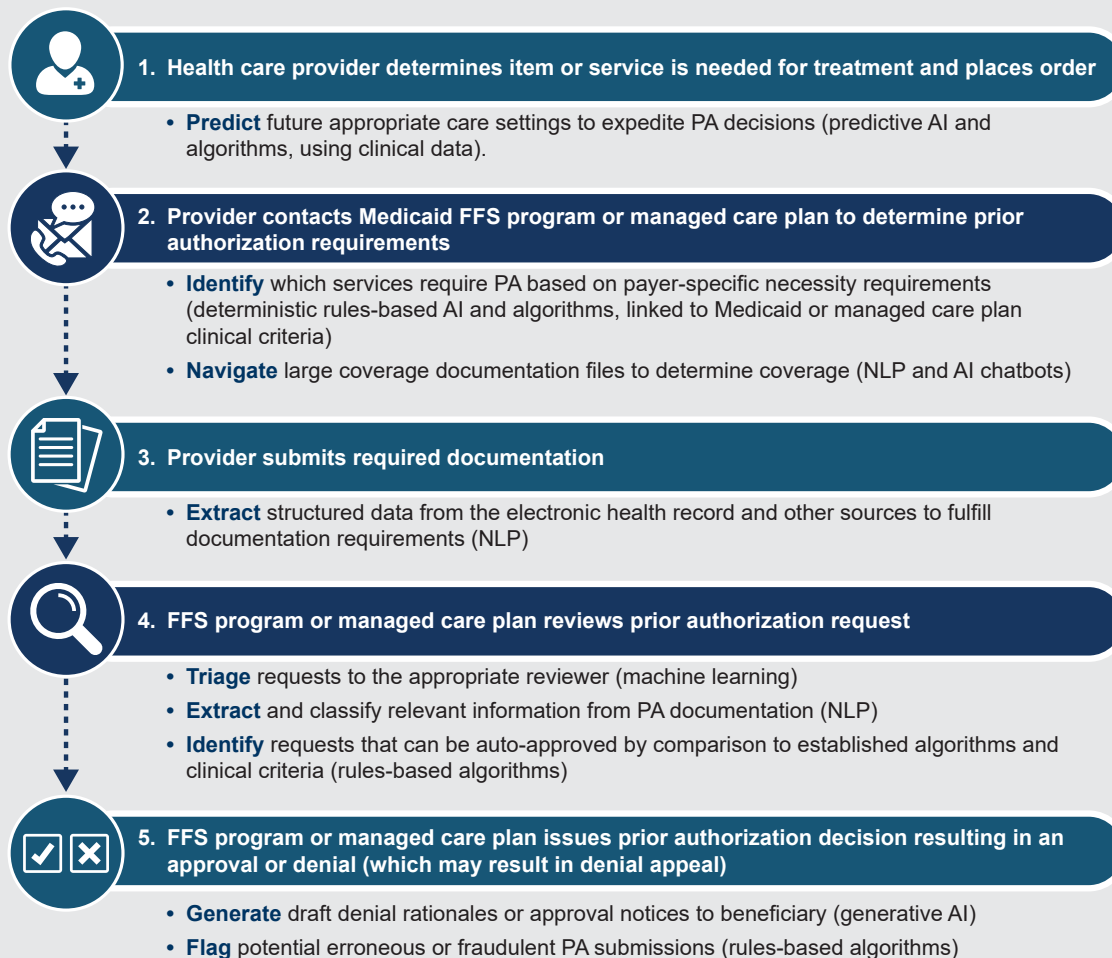 1. Health care provider determines item or service is needed for treatment and places order
• Predict future appropriate care settings to expedite PA decisions (predictive AI and
algorithms, using clinical data).
2. Provider contacts Medicaid FFS program or managed care plan to determine prior
authorization requirements
• Identify which services require PA based on payer-specific necessity requirements
(deterministic rules-based AI and algorithms, linked to Medicaid or managed care plan
clinical criteria)
• Navigate large coverage documentation files to determine coverage (NLP and AI chatbots)
3. Provider submits required documentation
• Extract structured data from the electronic health record and other sources to fulfill
documentation requirements (NLP)
4. FFS program or managed care plan reviews prior authorization request
• Triage requests to the appropriate reviewer (machine learning)
• Extract and classify relevant information from PA documentation (NLP)
• Identify requests that can be auto-approved by comparison to established algorithms and
clinical criteria (rules-based algorithms)
5. FFS program or managed care plan issues prior authorization decision resulting in an
approval or denial (which may result in denial appeal)
• Generate draft denial rationales or approval notices to beneficiary (generative AI)
• Flag potential erroneous or fraudulent PA submissions (rules-based algorithms)